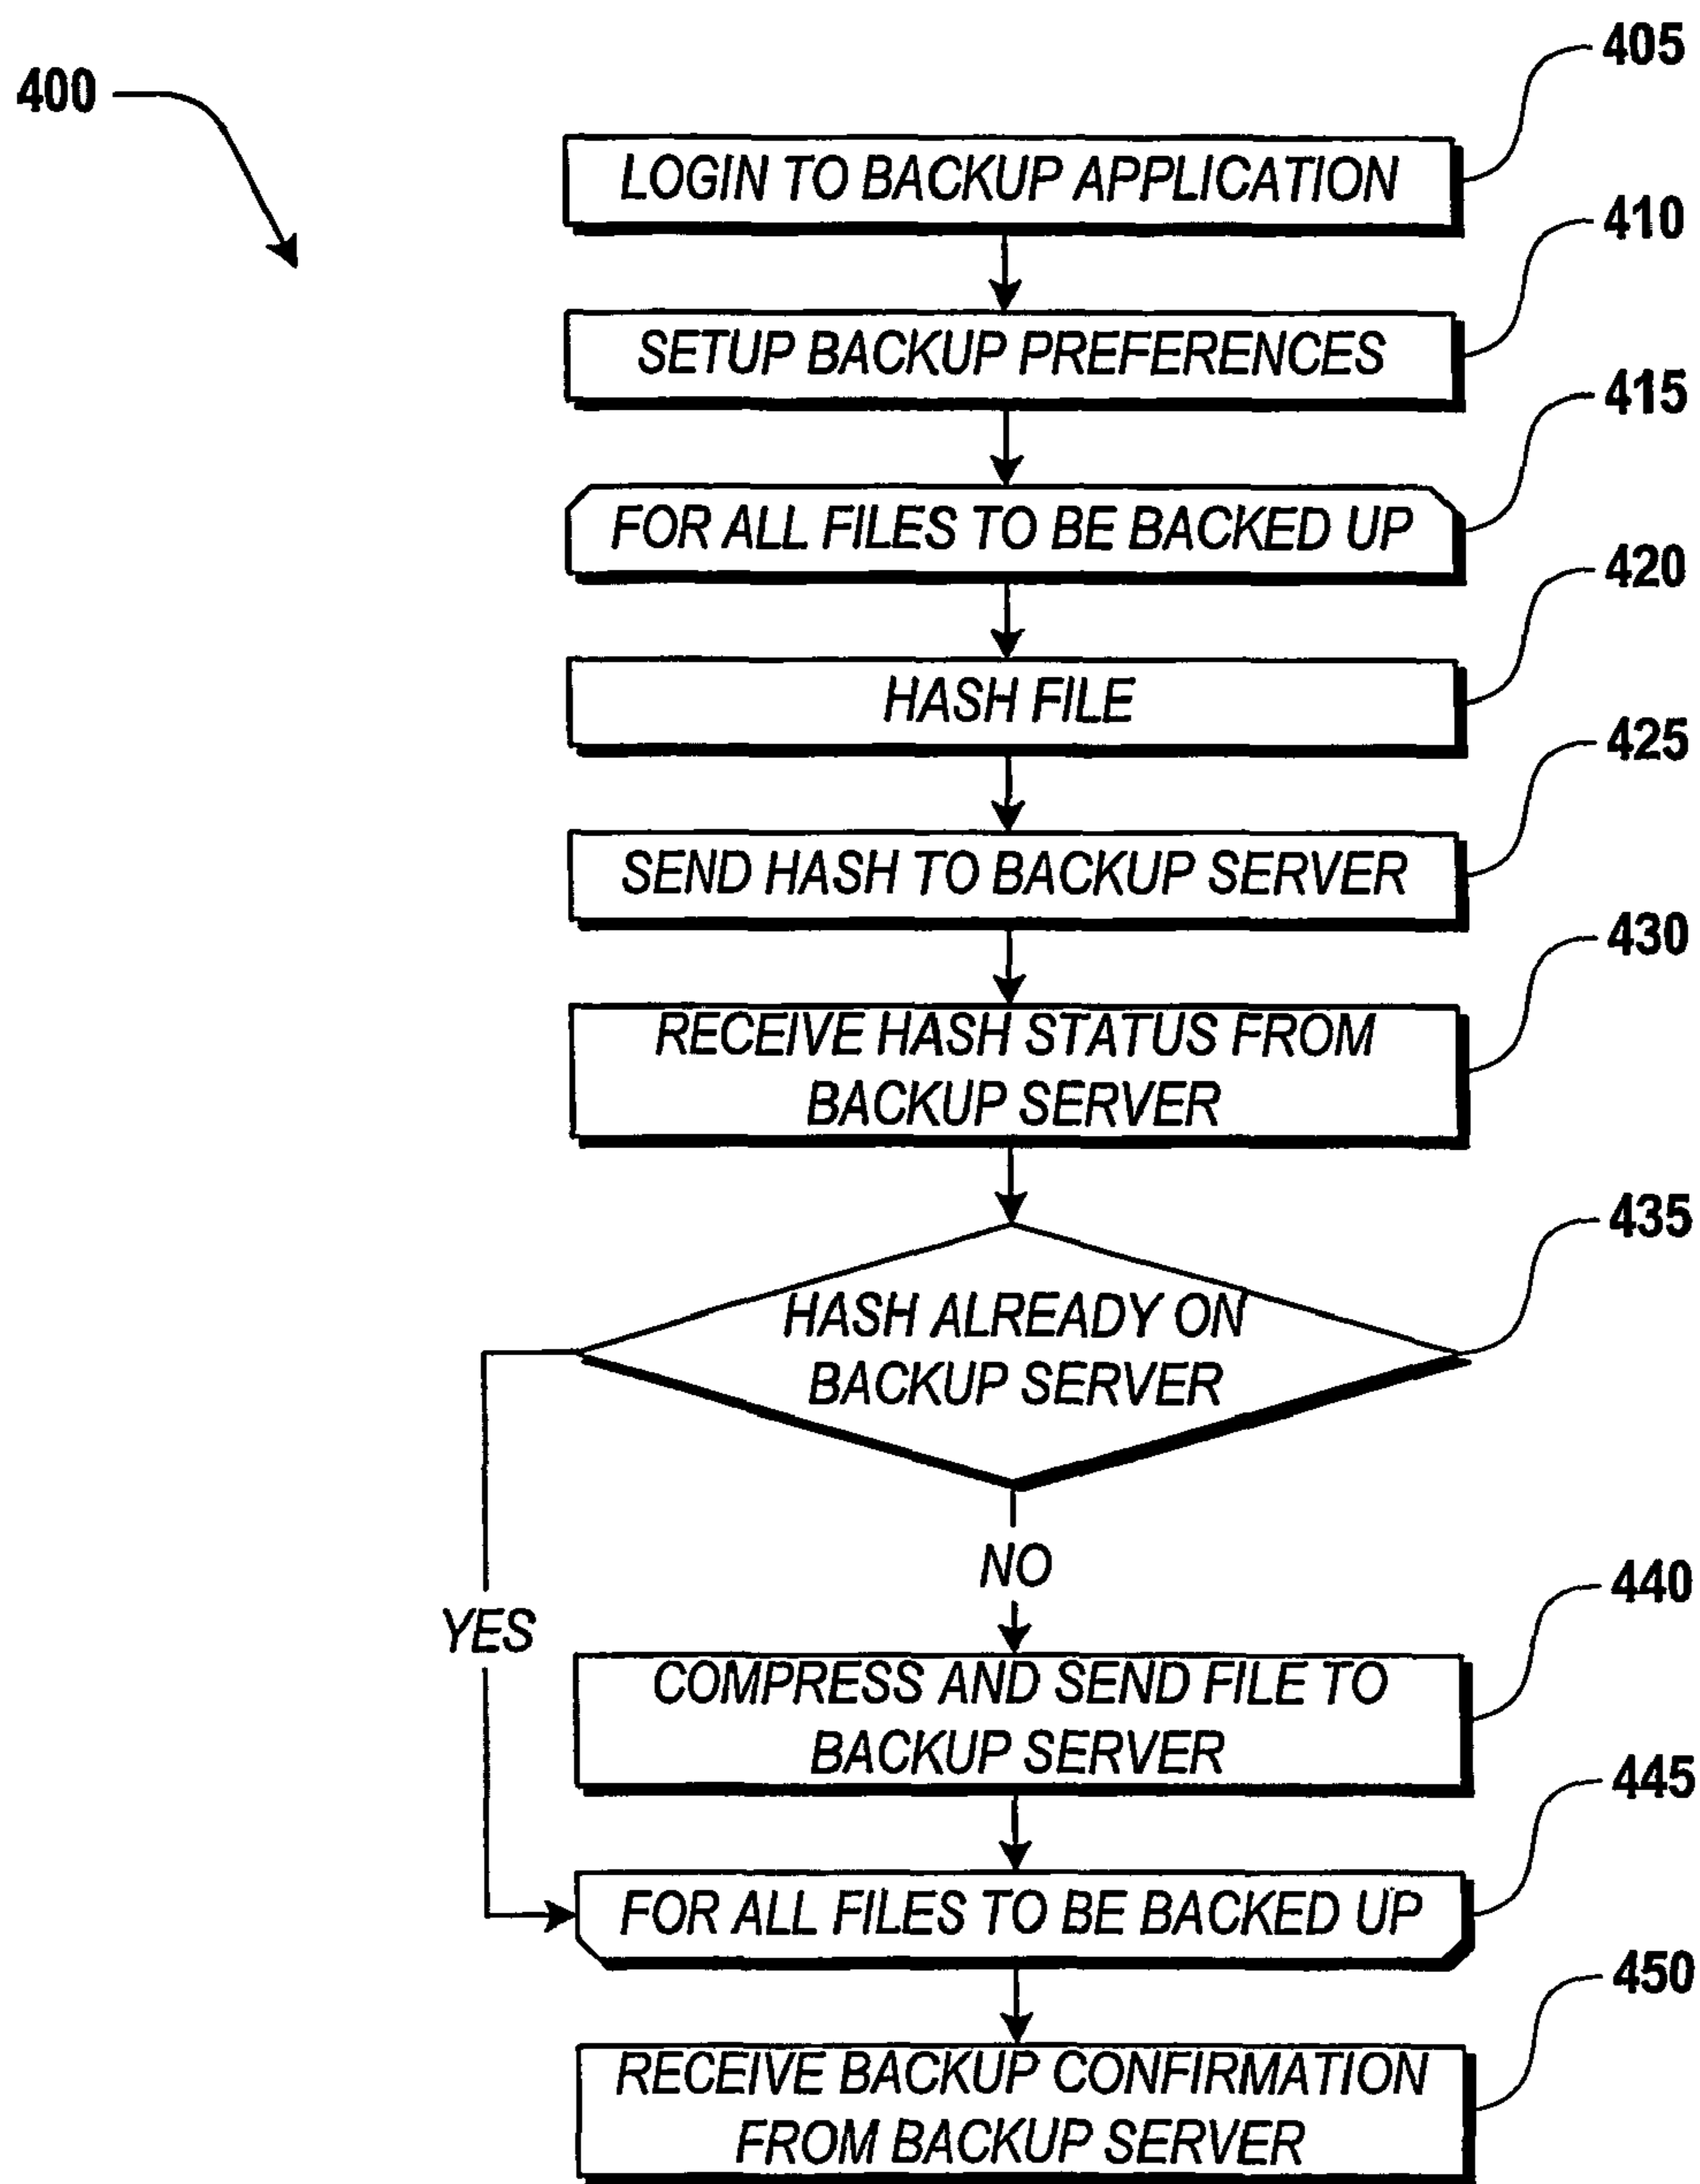 400
405
LOGIN TO BACKUP APPLICATION
410
SETUP BACKUP PREFERENCES
415
FOR ALL FILES TO BE BACKED UP
420
HASH FILE
425
SEND HASH TO BACKUP SERVER
430
RECEIVE HASH STATUS FROM
BACKUP SERVER
435
HASH ALREADY ON
BACKUP SERVER
NO
YES
440
COMPRESS AND SEND FILE TO
BACKUP SERVER
445
FOR ALL FILES TO BE BACKED UP
450
RECEIVE BACKUP CONFIRMATION
FROM BACKUP SERVER